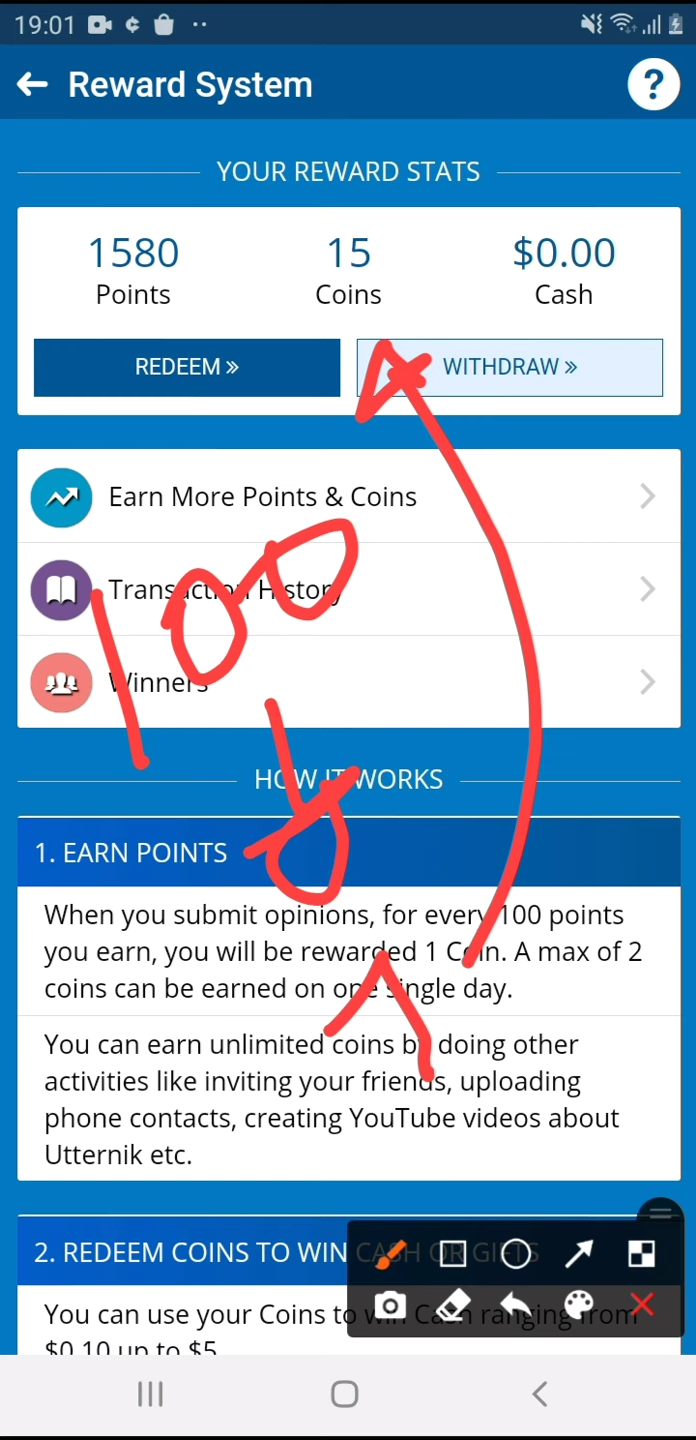 19:01
Reward System
?
YOUR REWARD STATS
1580 15 $0.00
Points Coins Cash
REDEEM » WITHDRAW »
Earn More Points & Coins
100
Transaction History
Winners
HOW IT WORKS
1. EARN POINTS
When you submit opinions, for every 100 points
you earn, you will be rewarded 1 Coin. A max of 2
coins can be earned on one single day.
You can earn unlimited coins by doing other
activities like inviting your friends, uploading
phone contacts, creating YouTube videos about
Utternik etc.
2. REDEEM COINS TO WIN CASH OR GIFTS
You can use your Coins to win Cash ranging from
$0.10 up to $5